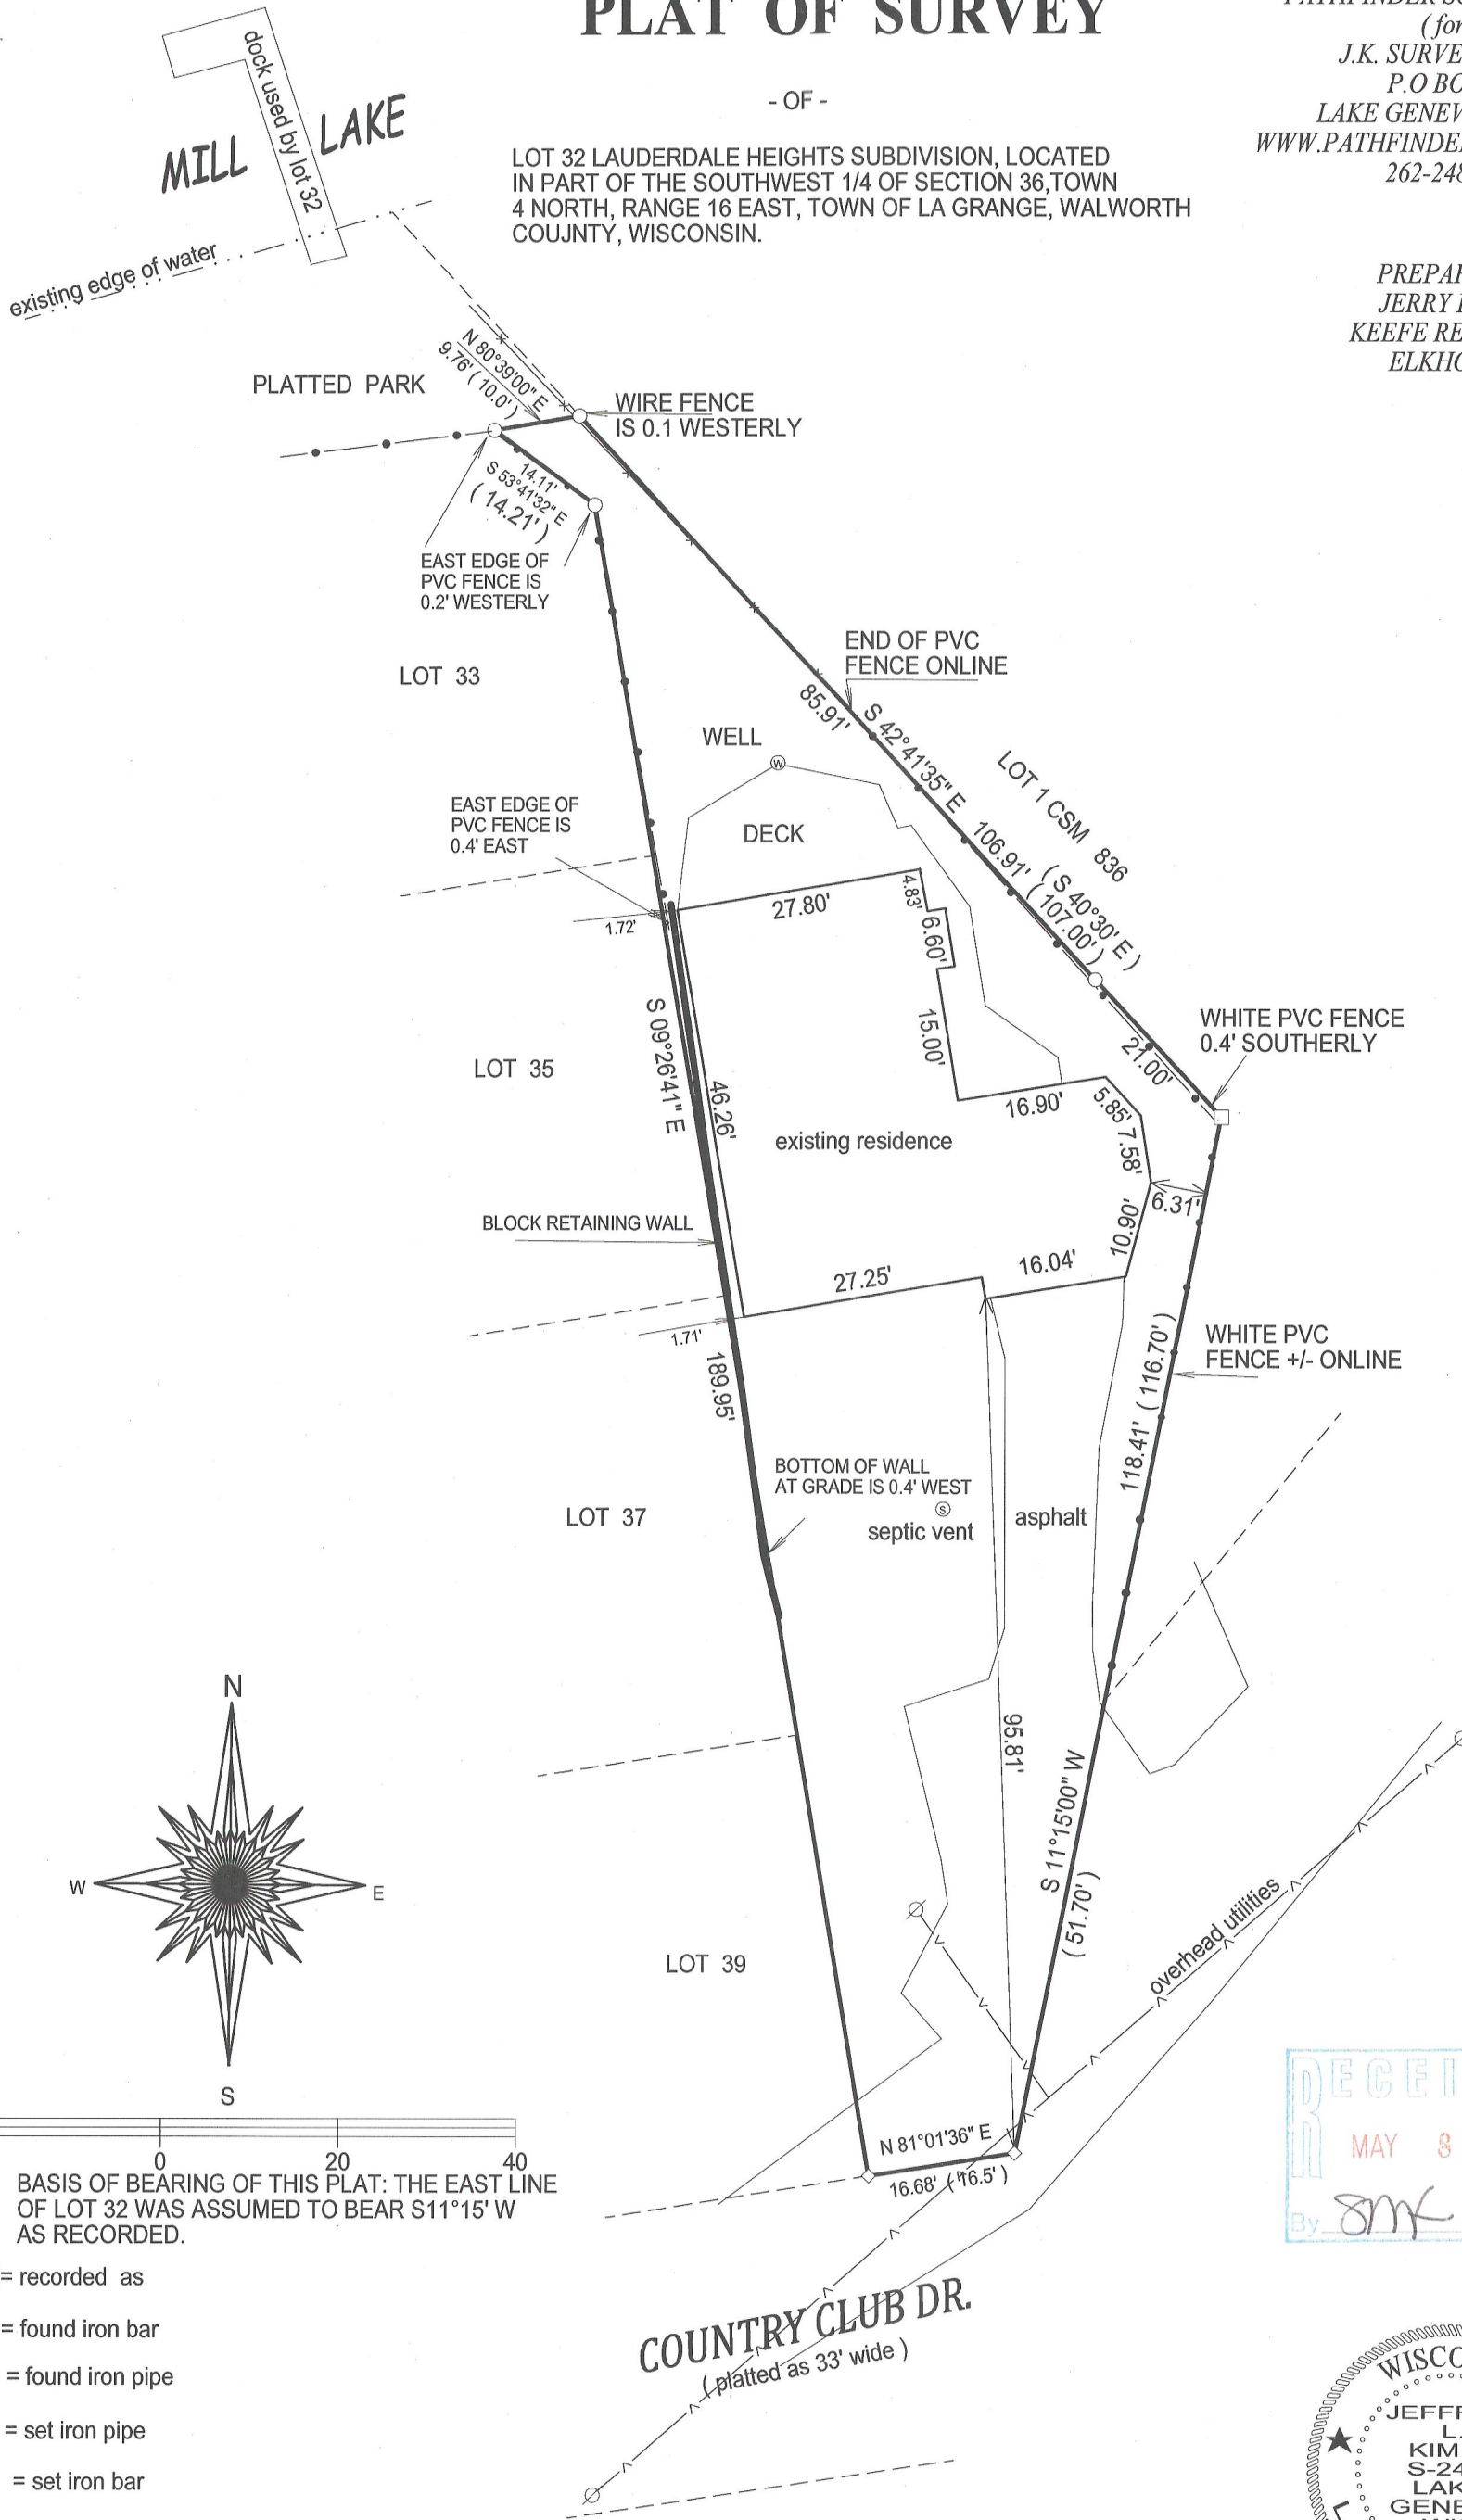 PLAT OF SURVEY
- OF -
LOT 32 LAUDERDALE HEIGHTS SUBDIVISION, LOCATED
IN PART OF THE SOUTHWEST 1/4 OF SECTION 36,TOWN
4 NORTH, RANGE 16 EAST, TOWN OF LA GRANGE, WALWORTH
COUJNTY, WISCONSIN.
( for
J.K. SURVE
P.O BO
LAKE GENEV
WWW.PATHFINDE
262-248
PREPAR
JERRY
KEEFE RE
ELKHO
dock used by lot 32
MILL LAKE
existing edge of water
PLATTED PARK
N 80°39'00" E
9.76' ( 10.0' )
WIRE FENCE
IS 0.1 WESTERLY
14.11'
S 53°41'32" E
( 14.21' )
EAST EDGE OF
PVC FENCE IS
0.2' WESTERLY
LOT 33
END OF PVC
FENCE ONLINE
85.91'
S 42°41'35" E 106.91'
( S 40°30' E )
( 107.00' )
LOT 1 CSM 836
WELL
W
DECK
EAST EDGE OF
PVC FENCE IS
0.4' EAST
1.72'
27.80'
4.83'
6.60'
15.00'
16.90'
5.85'
7.58'
21.00'
WHITE PVC FENCE
0.4' SOUTHERLY
LOT 35
S 09°26'41" E
46.26'
existing residence
6.31'
10.90'
BLOCK RETAINING WALL
27.25'
16.04'
1.71'
189.95'
WHITE PVC
FENCE +/- ONLINE
118.41' ( 116.70' )
BOTTOM OF WALL
AT GRADE IS 0.4' WEST
S
septic vent
asphalt
LOT 37
95.81'
S 11°15'00" W
( 51.70' )
overhead utilities
LOT 39
N
W
E
S
N 81°01'36" E
16.68' ( 16.5' )
0 20 40
BASIS OF BEARING OF THIS PLAT: THE EAST LINE
OF LOT 32 WAS ASSUMED TO BEAR S11°15' W
AS RECORDED.
= recorded as
= found iron bar
= found iron pipe
= set iron pipe
= set iron bar
COUNTRY CLUB DR.
( platted as 33' wide )
RECEI
MAY 8
By SMK
WISCO
JEFFR
L.
KIM
S-24
LAK
GENE